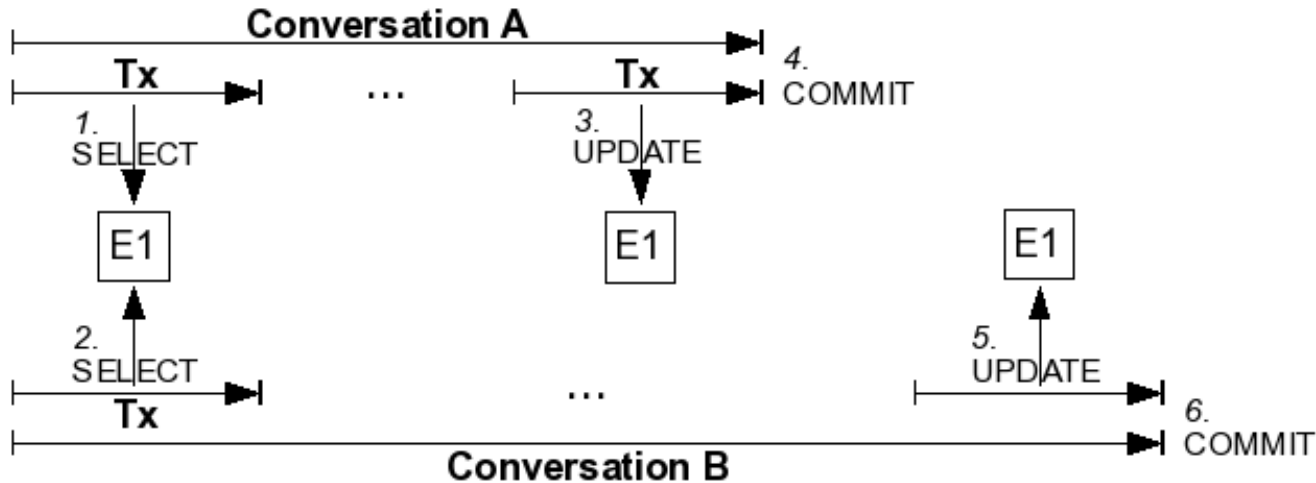 Conversation A
Tx
...
Tx
4.
COMMIT
1.
SELECT
3.
UPDATE
E1
E1
E1
2.
SELECT
5.
UPDATE
Tx
...
6.
COMMIT
Conversation B